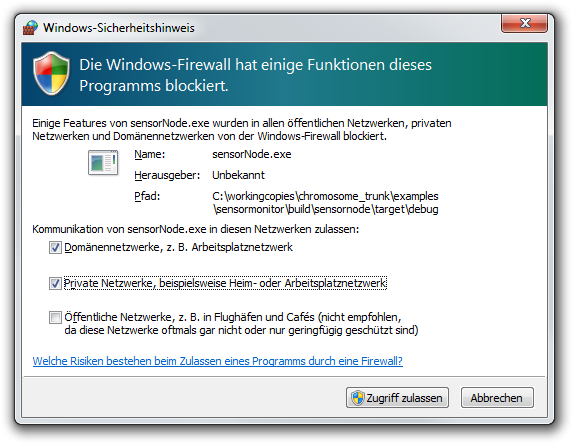 Windows-Sicherheitshinweis
Die Windows-Firewall hat einige Funktionen dieses
Programms blockiert.
Einige Features von sensorNode.exe wurden in allen öffentlichen Netzwerken, privaten
Netzwerken und Domänennetzwerken von der Windows-Firewall blockiert.
Name: sensorNode.exe
Herausgeber: Unbekannt
Pfad: C:\workingcopies\chromosome_trunk\examples
\sensormonitor\build\sensornode\target\debug
Kommunikation von sensorNode.exe in diesen Netzwerken zulassen:
Domänennetzwerke, z. B. Arbeitsplatznetzwerk
Private Netzwerke, beispielsweise Heim- oder Arbeitsplatznetzwerk
Öffentliche Netzwerke, z. B. in Flughäfen und Cafés (nicht empfohlen,
da diese Netzwerke oftmals gar nicht oder nur geringfügig geschützt sind)
Welche Risiken bestehen beim Zulassen eines Programms durch eine Firewall?
Zugriff zulassen Abbrechen